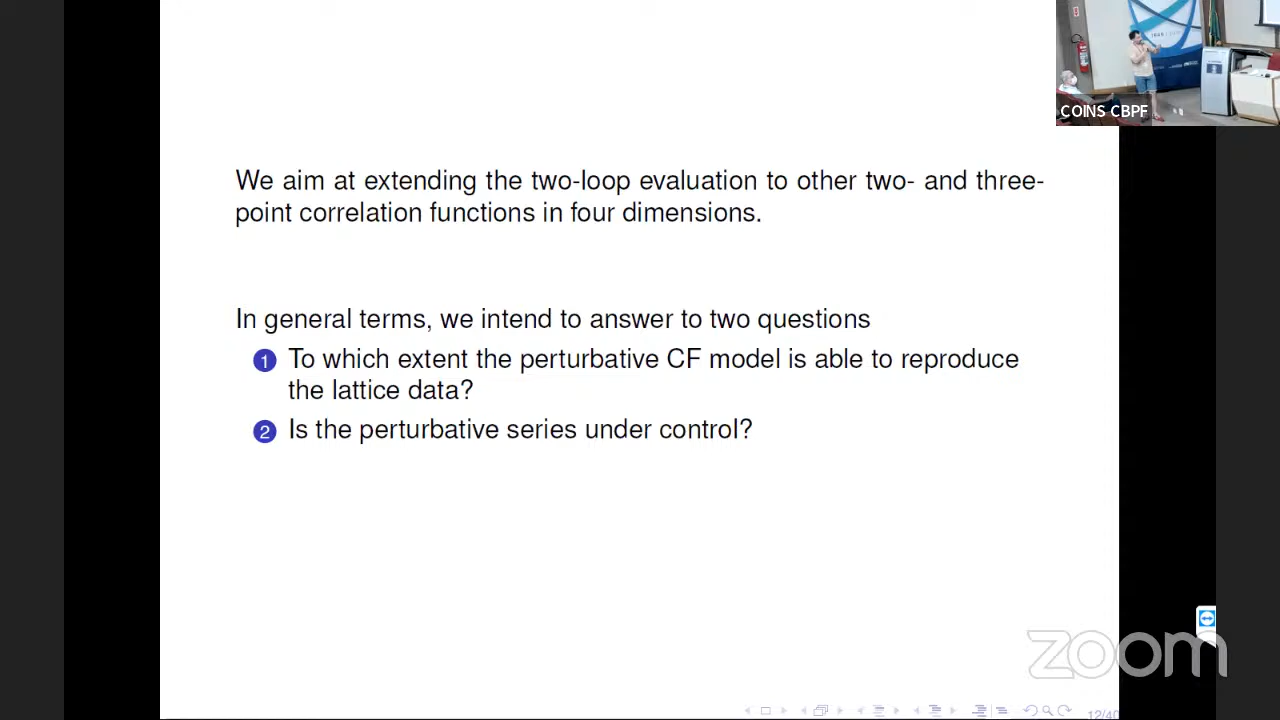 COINS CBPF
We aim at extending the two-loop evaluation to other two- and three-
point correlation functions in four dimensions.
In general terms, we intend to answer to two questions
1 To which extent the perturbative CF model is able to reproduce
the lattice data?
2 Is the perturbative series under control?
zoom
12/40